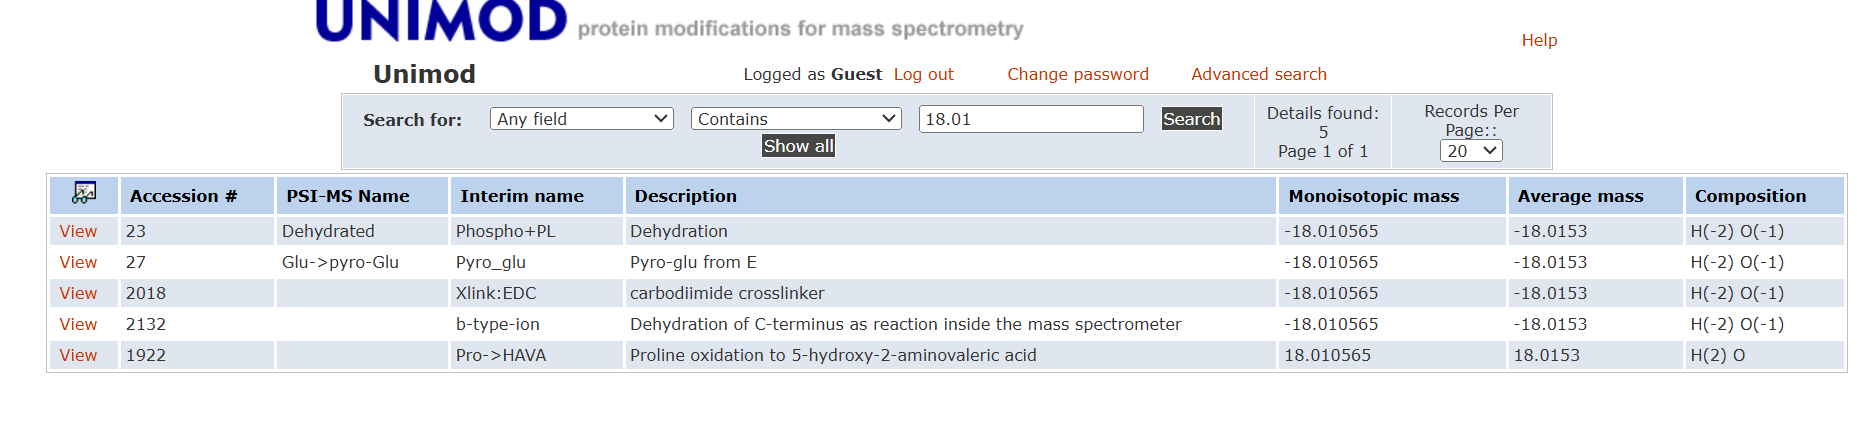 UNIMOD protein modifications for mass spectrometry
Help
Unimod Logged as Guest Log out Change password Advanced search
Search for: Any field Contains 18.01 Search
Show all
Details found:
5
Page 1 of 1
Records Per
Page::
20
Accession # PSI-MS Name Interim name Description Monoisotopic mass Average mass Composition
View 23 Dehydrated Phospho+PL Dehydration -18.010565 -18.0153 H(-2) O(-1)
View 27 Glu->pyro-Glu Pyro_glu Pyro-glu from E -18.010565 -18.0153 H(-2) O(-1)
View 2018 Xlink:EDC carbodiimide crosslinker -18.010565 -18.0153 H(-2) O(-1)
View 2132 b-type-ion Dehydration of C-terminus as reaction inside the mass spectrometer -18.010565 -18.0153 H(-2) O(-1)
View 1922 Pro->HAVA Proline oxidation to 5-hydroxy-2-aminovaleric acid 18.010565 18.0153 H(2) O